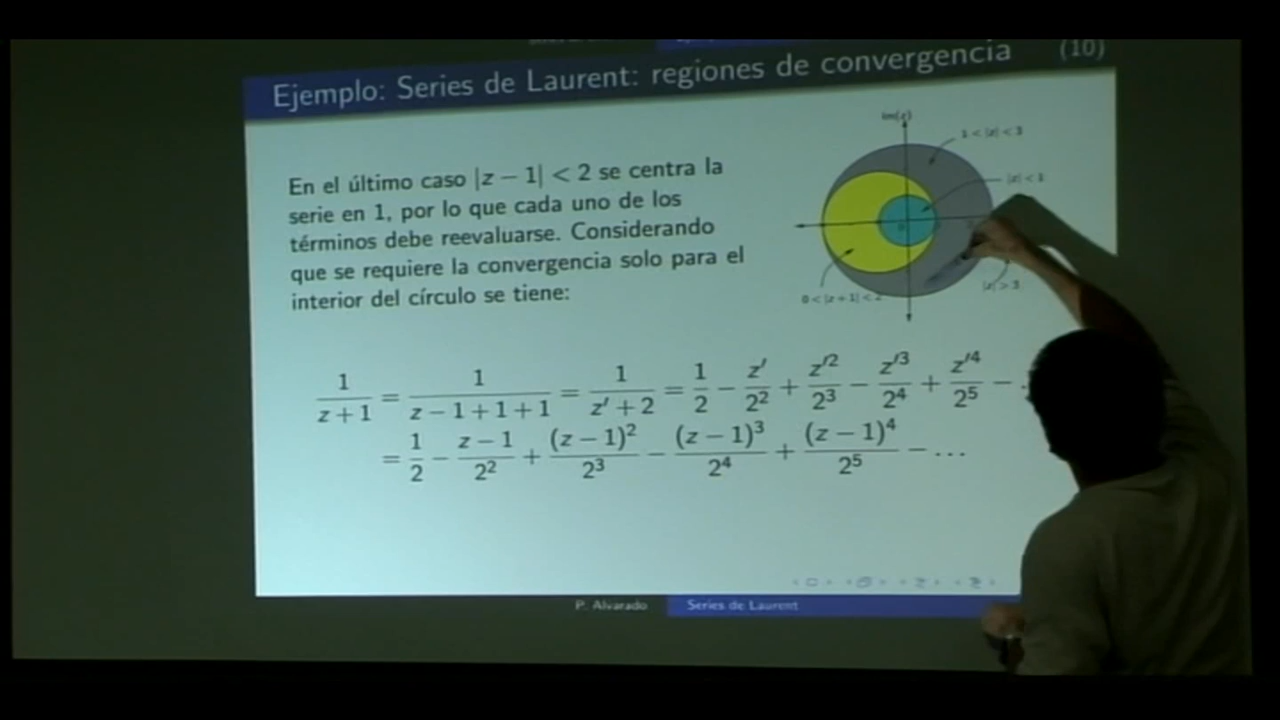 Ejemplo: Series de Laurent: regiones de convergencia (10)
En el último caso |z − 1| < 2 se centra la
serie en 1, por lo que cada uno de los
términos debe reevaluarse. Considerando
que se requiere la convergencia solo para el
interior del círculo se tiene:
Im(z)
1 < |z| < 3
|z| < 1
|z| > 3
0 < |z + 1| < 2
1/(z + 1) = 1/(z − 1 + 1 + 1) = 1/(z′ + 2) = 1/2 − z′/2² + z′²/2³ − z′³/2⁴ + z′⁴/2⁵ −
= 1/2 − (z − 1)/2² + (z − 1)²/2³ − (z − 1)³/2⁴ + (z − 1)⁴/2⁵ − ...
P. Alvarado Series de Laurent